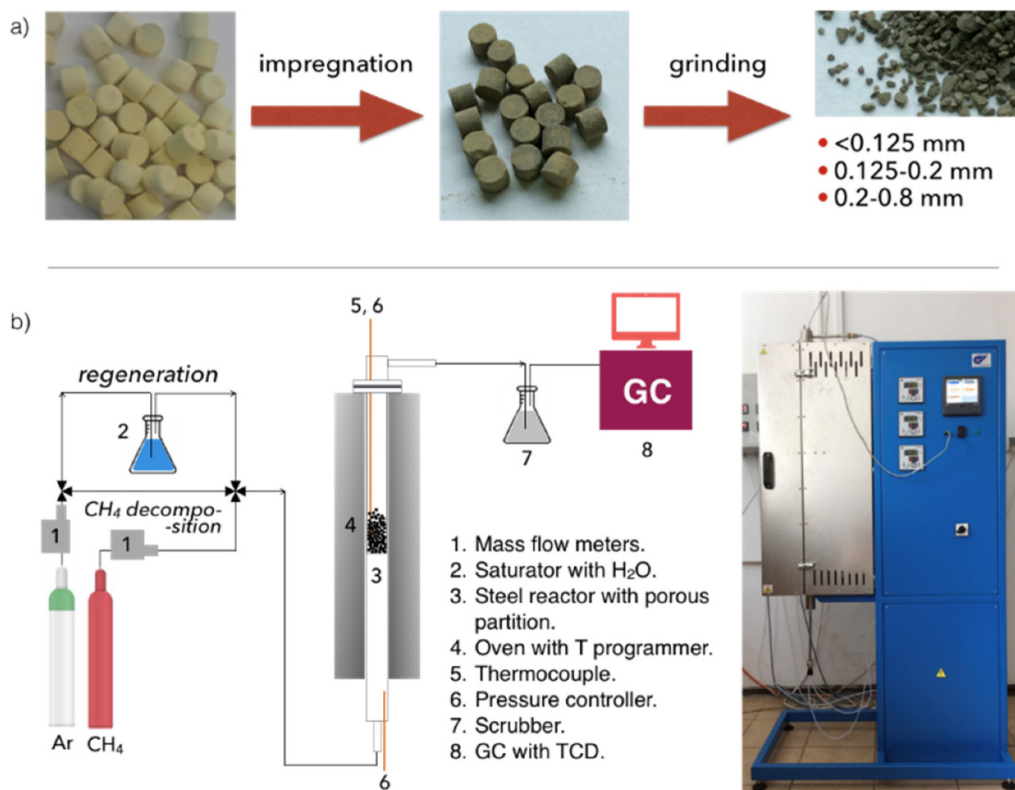 a)
impregnation
grinding
• <0.125 mm
• 0.125-0.2 mm
• 0.2-0.8 mm
b)
5, 6
regeneration
2
GC
7
8
CH₄ decompo-
-sition
1
1
4
3
Ar
CH₄
6
1. Mass flow meters.
2. Saturator with H₂O.
3. Steel reactor with porous
partition.
4. Oven with T programmer.
5. Thermocouple.
6. Pressure controller.
7. Scrubber.
8. GC with TCD.